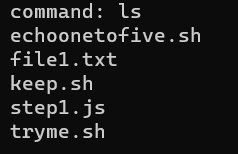 command: ls
echoonetofive.sh
file1.txt
keep.sh
step1.js
tryme.sh